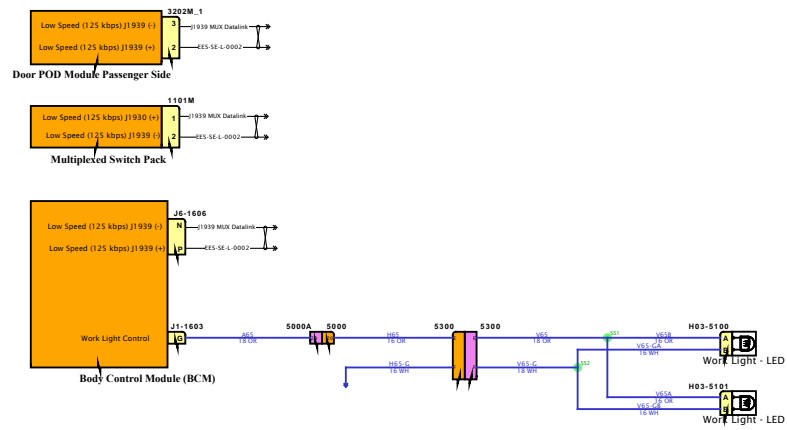 3202M_1
Low Speed (125 kbps) J1939 (-)
3
J1939 MUX Datalink
Low Speed (125 kbps) J1939 (+)
2
EES-SE-L-0002
Door POD Module Passenger Side
1101M
Low Speed (125 kbps) J1930 (+)
1
J1939 MUX Datalink
Low Speed (125 kbps) J1939 (-)
2
EES-SE-L-0002
Multiplexed Switch Pack
J6-1606
Low Speed (125 kbps) J1939 (-)
N
J1939 MUX Datalink
Low Speed (125 kbps) J1939 (+)
P
EES-SE-L-0002
Work Light Control
J1-1603
G
A65
18 OR
5000A
5000
H65
16 OR
5300
5300
V65
18 OR
SS1
V65B
16 OR
H03-5100
A
B
V65-GA
16 WH
Work Light - LED
H65-G
16 WH
V65-G
18 WH
SS2
Body Control Module (BCM)
H03-5101
V65A
16 OR
A
V65-GB
16 WH
B
Work Light - LED